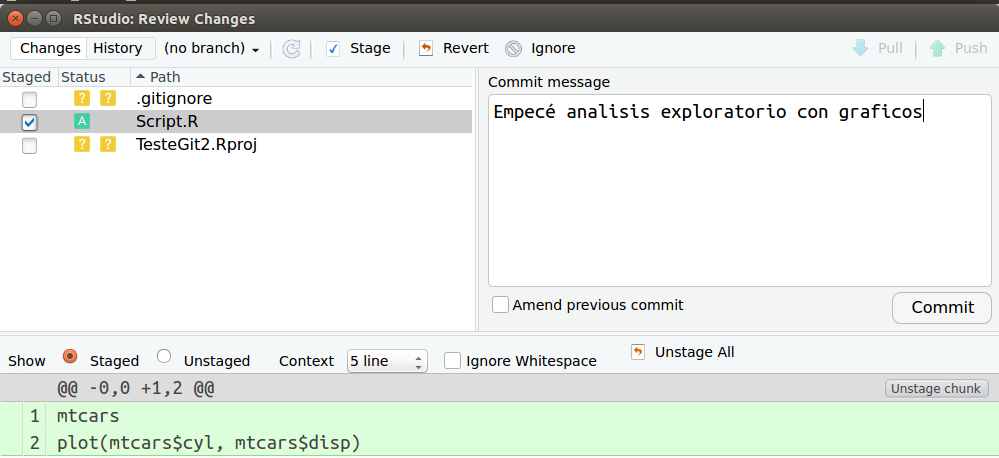 RStudio: Review Changes
Changes History (no branch) Stage Revert Ignore Pull Push
Staged Status Path
? ? .gitignore
A Script.R
? ? TesteGit2.Rproj
Commit message
Empecé analisis exploratorio con graficos
Amend previous commit Commit
Show Staged Unstaged Context 5 line Ignore Whitespace Unstage All
@@ -0,0 +1,2 @@ Unstage chunk
1 mtcars
2 plot(mtcars$cyl, mtcars$disp)